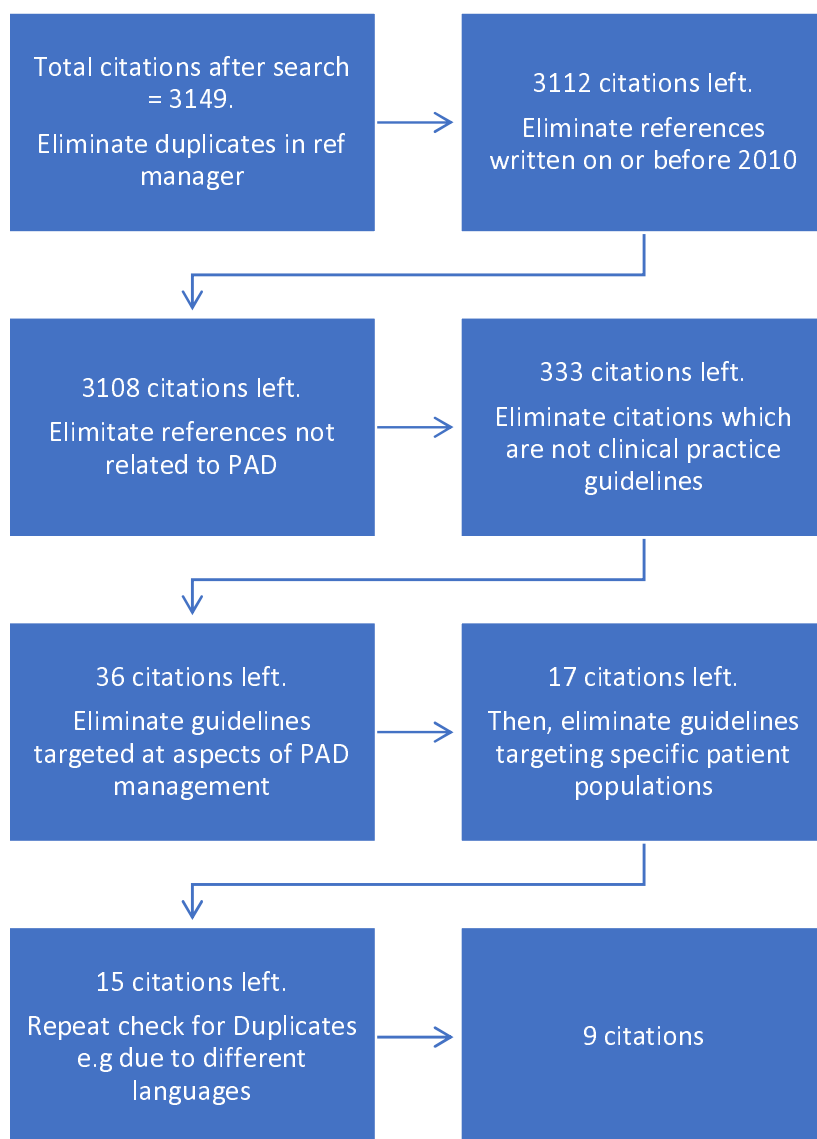 Total citations after search
= 3149.
Eliminate duplicates in ref
manager
3112 citations left.
Eliminate references
written on or before 2010
3108 citations left.
Elimitate references not
related to PAD
333 citations left.
Eliminate citations which
are not clinical practice
guidelines
36 citations left.
Eliminate guidelines
targeted at aspects of PAD
management
17 citations left.
Then, eliminate guidelines
targeting specific patient
populations
15 citations left.
Repeat check for Duplicates
e.g due to different
languages
9 citations